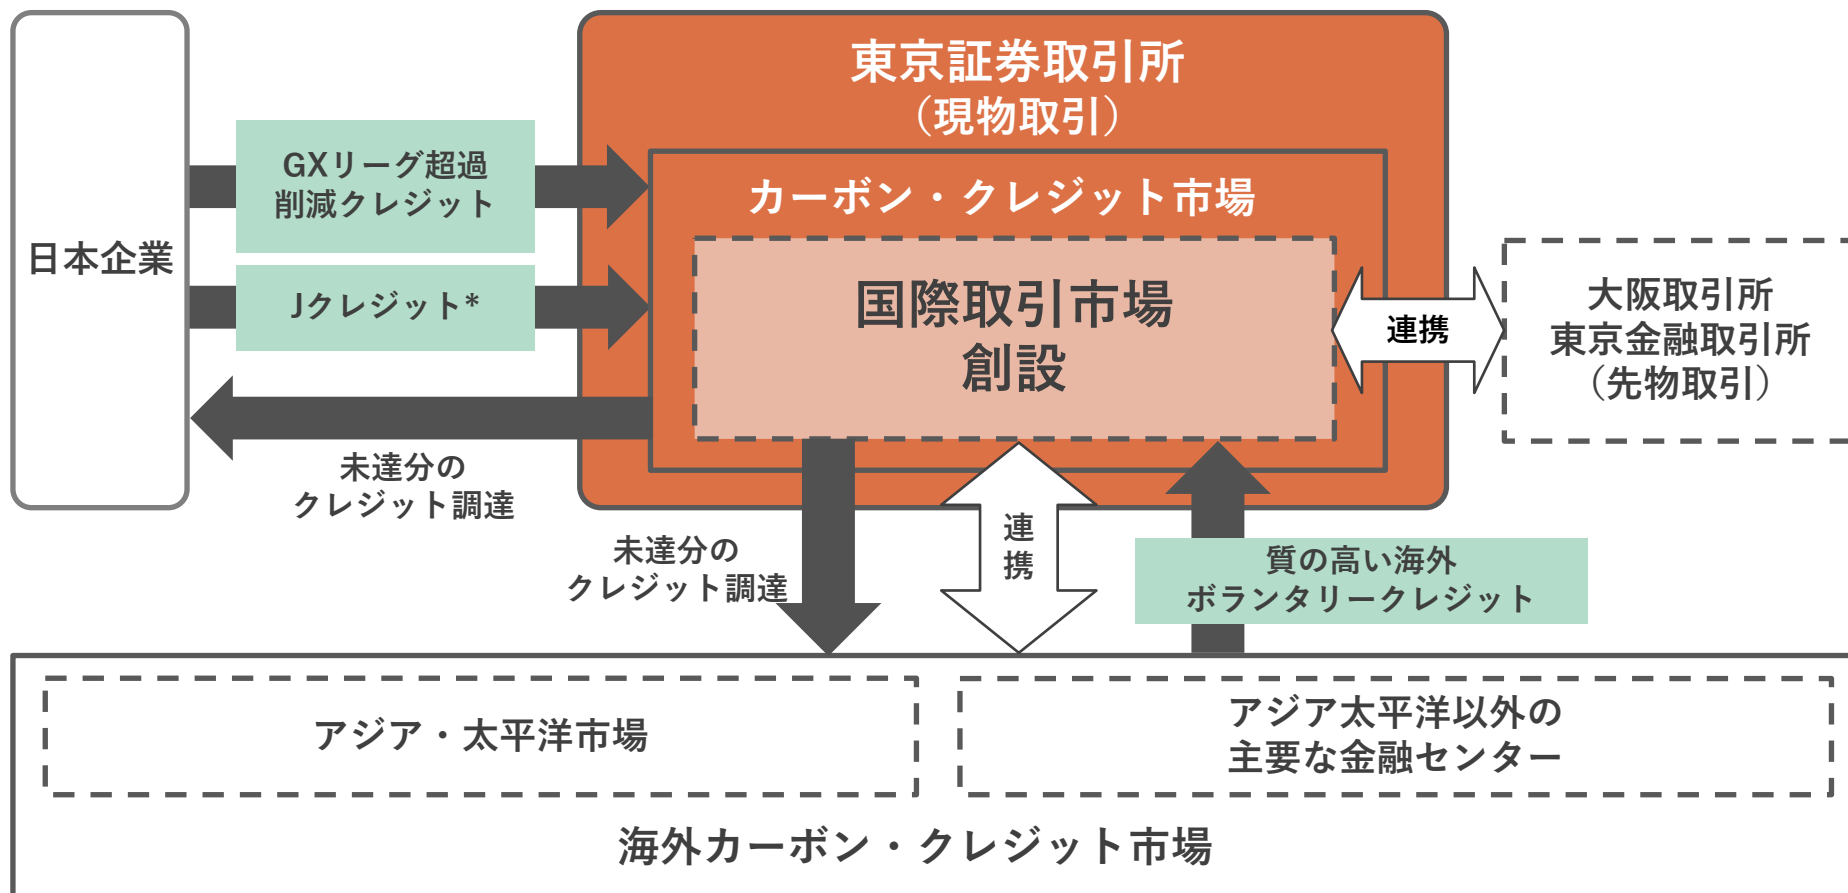 東京証券取引所
（現物取引）
GXリーグ超過
削減クレジット
カーボン・クレジット市場
日本企業
Jクレジット*
国際取引市場
創設
連携
大阪取引所
東京金融取引所
（先物取引）
未達分の
クレジット調達
未達分の
クレジット調達
連
携
質の高い海外
ボランタリークレジット
アジア・太平洋市場
アジア太平洋以外の
主要な金融センター
海外カーボン・クレジット市場